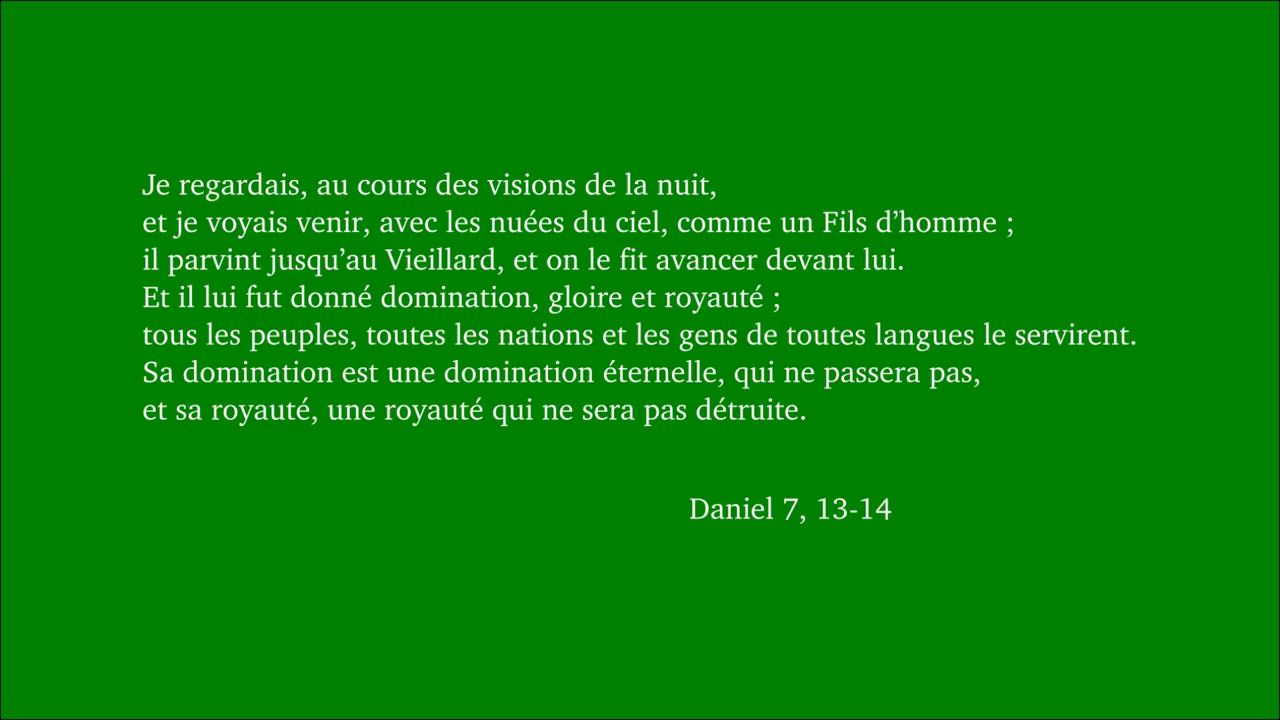 Je regardais, au cours des visions de la nuit,
et je voyais venir, avec les nuées du ciel, comme un Fils d’homme ;
il parvint jusqu’au Vieillard, et on le fit avancer devant lui.
Et il lui fut donné domination, gloire et royauté ;
tous les peuples, toutes les nations et les gens de toutes langues le servirent.
Sa domination est une domination éternelle, qui ne passera pas,
et sa royauté, une royauté qui ne sera pas détruite.
Daniel 7, 13-14